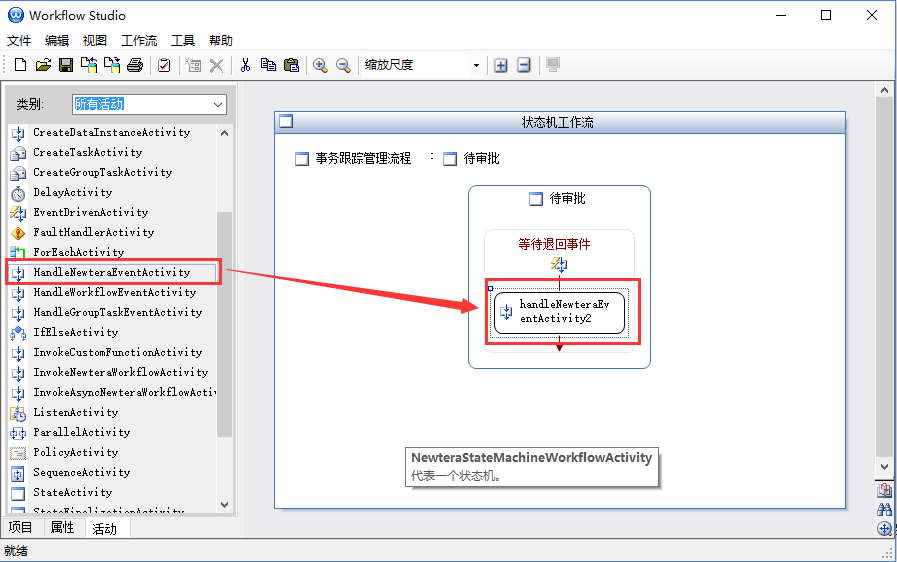 Workflow Studio
文件 编辑 视图 工作流 工具 帮助
缩放尺度
类别: 所有活动
CreateDataInstanceActivity
CreateTaskActivity
CreateGroupTaskActivity
DelayActivity
EventDrivenActivity
FaultHandlerActivity
ForEachActivity
HandleNewteraEventActivity
HandleWorkflowEventActivity
HandleGroupTaskEventActivity
IfElseActivity
InvokeCustomFunctionActivity
InvokeNewteraWorkflowActivity
InvokeAsyncNewteraWorkflowActiv
ListenActivity
ParallelActivity
PolicyActivity
SequenceActivity
StateActivity
StateFinalizationActivity
项目 属性 活动
就绪
状态机工作流
事务跟踪管理流程 : 待审批
待审批
等待退回事件
handleNewteraEv
entActivity2
NewteraStateMachineWorkflowActivity
代表一个状态机。